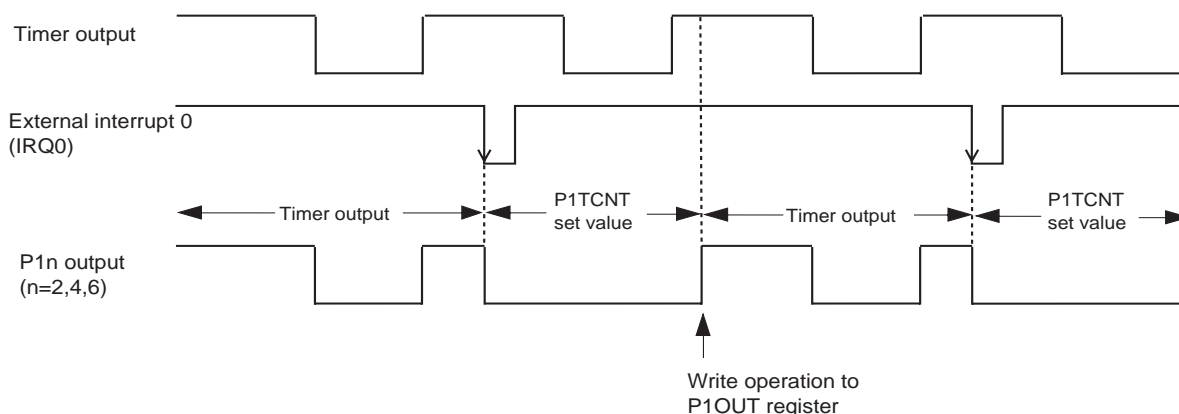 Timer output
External interrupt 0
(IRQ0)
Timer output
P1TCNT
set value
Timer output
P1TCNT
set value
P1n output
(n=2,4,6)
Write operation to
P1OUT register